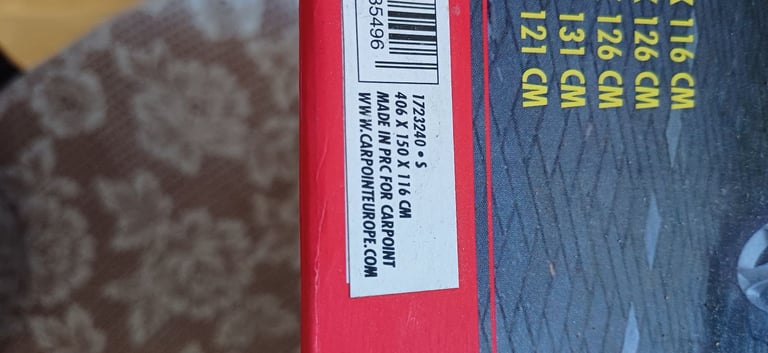 85496
1723240 • S
406 X 150 X 116 CM
MADE IN PRC FOR CARPOINT
WWW.CARPOINTEUROPE.COM
X 116 CM
X 126 CM
126 CM
131 CM
121 CM